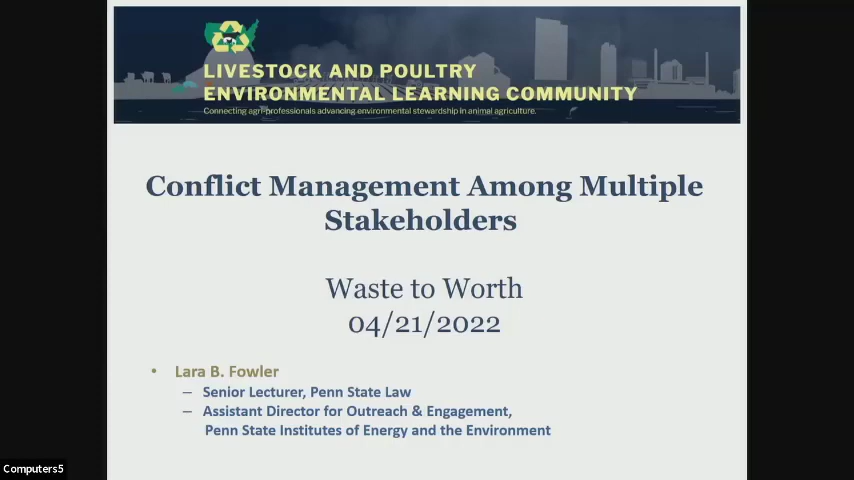 LIVESTOCK AND POULTRY
ENVIRONMENTAL LEARNING COMMUNITY
Connecting agri-professionals advancing environmental stewardship in animal agriculture.
Conflict Management Among Multiple
Stakeholders
Waste to Worth
04/21/2022
• Lara B. Fowler
– Senior Lecturer, Penn State Law
– Assistant Director for Outreach & Engagement,
Penn State Institutes of Energy and the Environment
Computers5